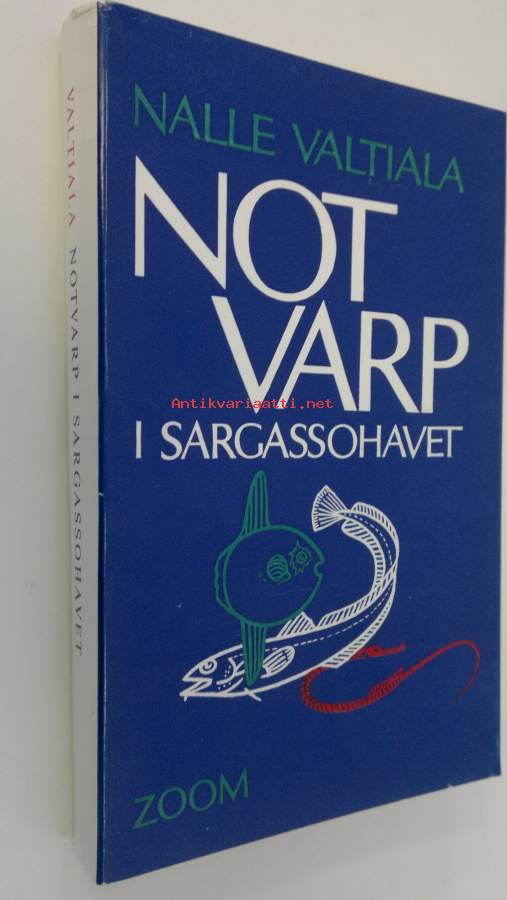 NALLE VALTIALA
NOT
VARP
I SARGASSOHAVET
ZOOM
VALTIALA NOTVARP I SARGASSOHAVET
Antikvariaatti.net